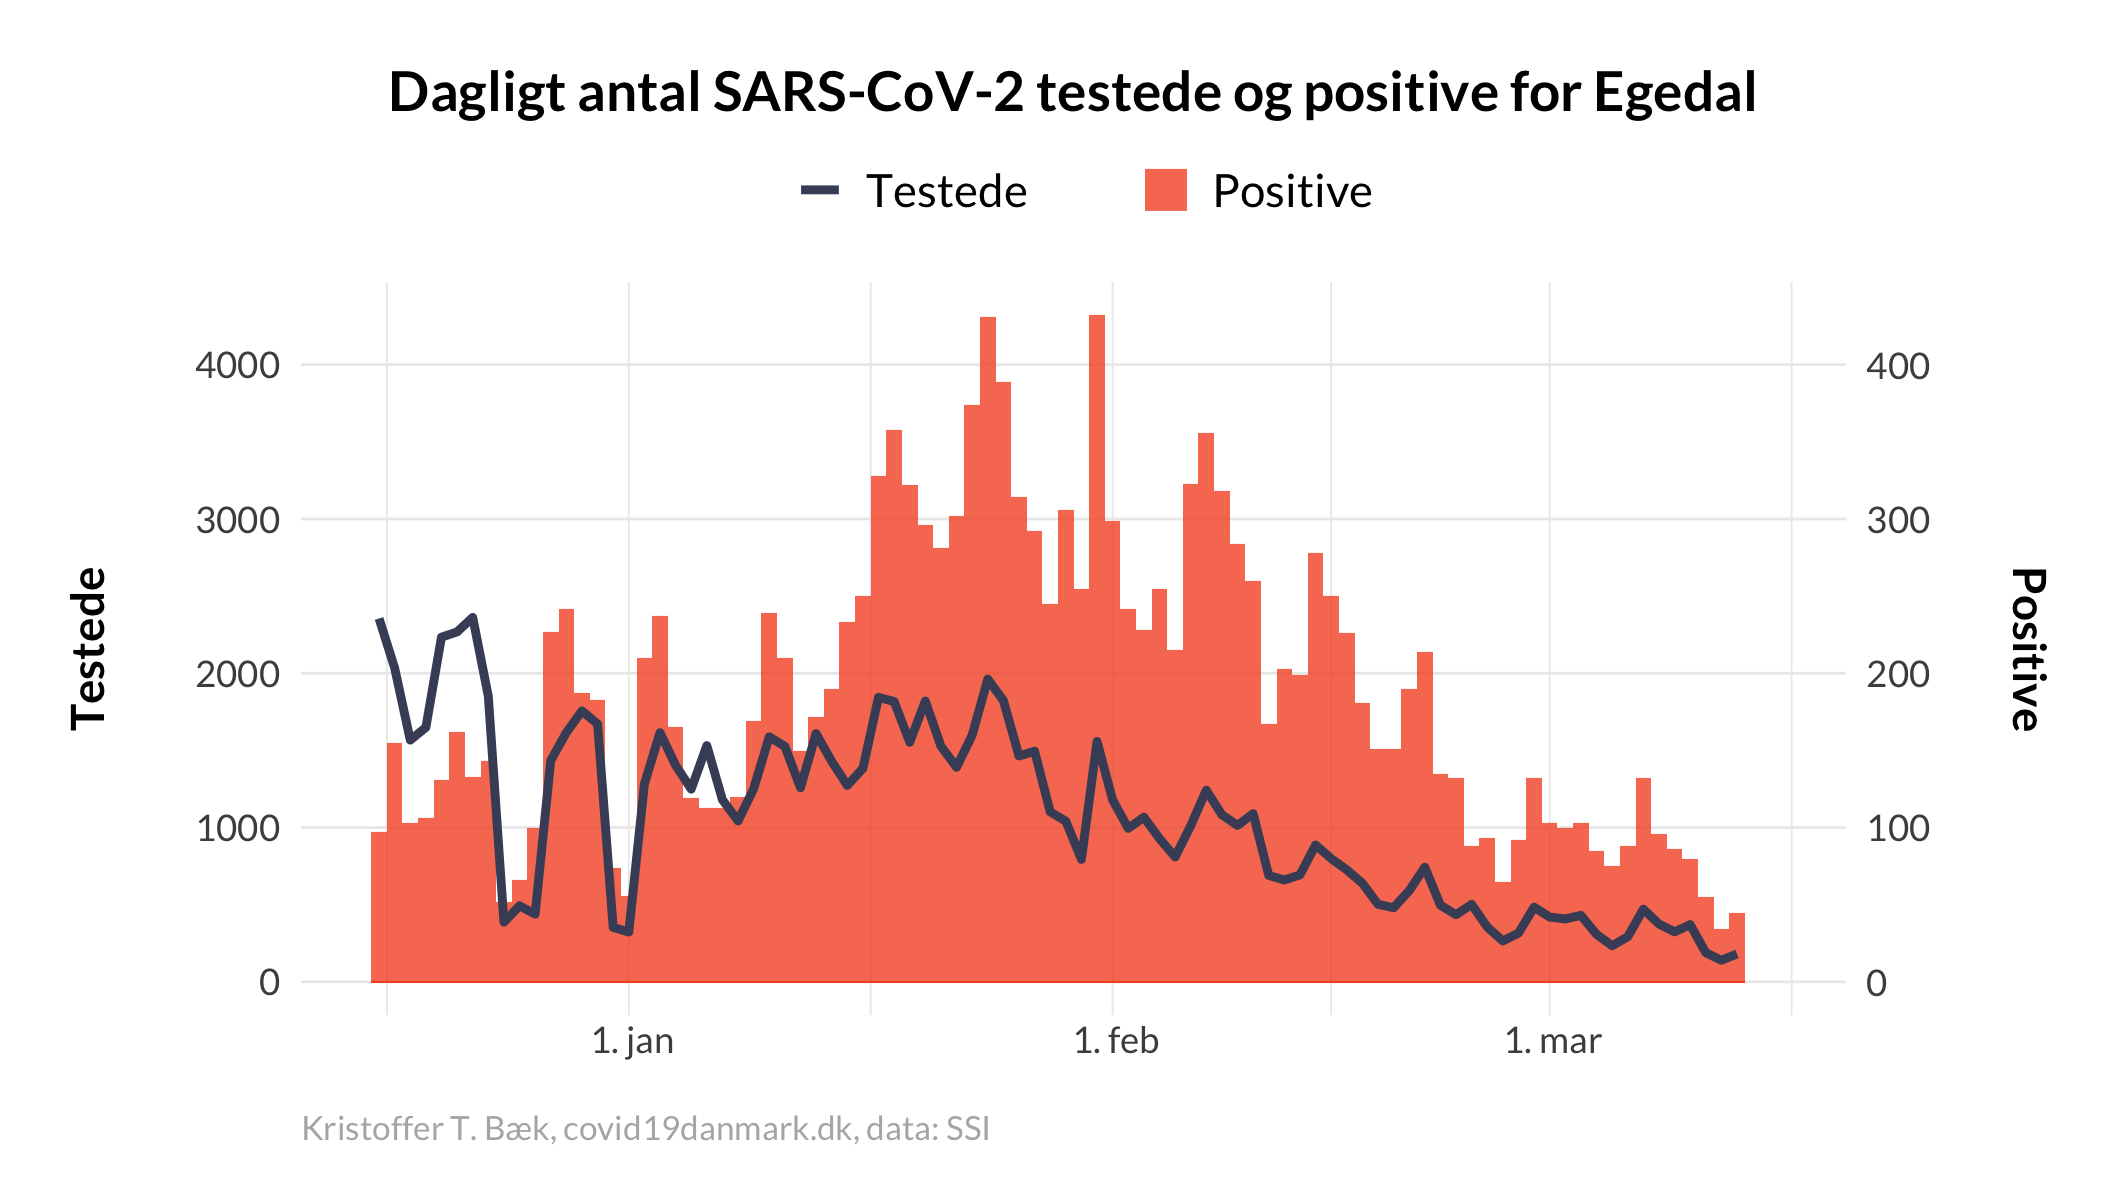 Dagligt antal SARS-CoV-2 testede og positive for Egedal
Testede Positive
4000 400
3000 300
2000 200
1000 100
0 0
Testede
Positive
1. jan 1. feb 1. mar
Kristoffer T. Bæk, covid19danmark.dk, data: SSI